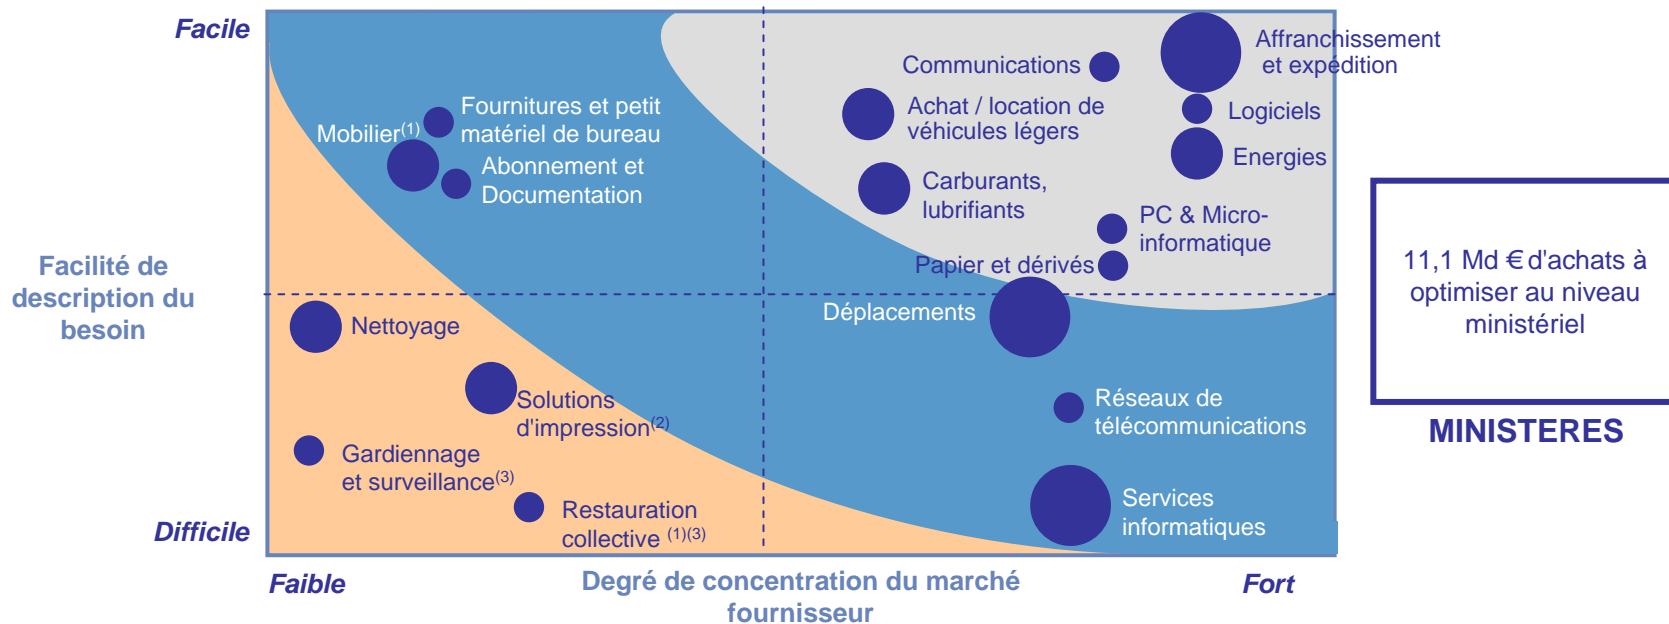 Facile
Affranchissement
et expédition
Communications
Fournitures et petit
matériel de bureau
Mobilier(1)
Achat / location de
véhicules légers
Logiciels
Abonnement et
Documentation
Energies
Carburants,
lubrifiants
PC & Micro-
informatique
Papier et dérivés
Facilité de
description du
besoin
11,1 Md € d'achats à
optimiser au niveau
ministériel
MINISTERES
Déplacements
Nettoyage
Solutions
d'impression(2)
Réseaux de
télécommunications
Gardiennage
et surveillance(3)
Services
informatiques
Restauration
collective (1)(3)
Difficile
Faible
Degré de concentration du marché
fournisseur
Fort